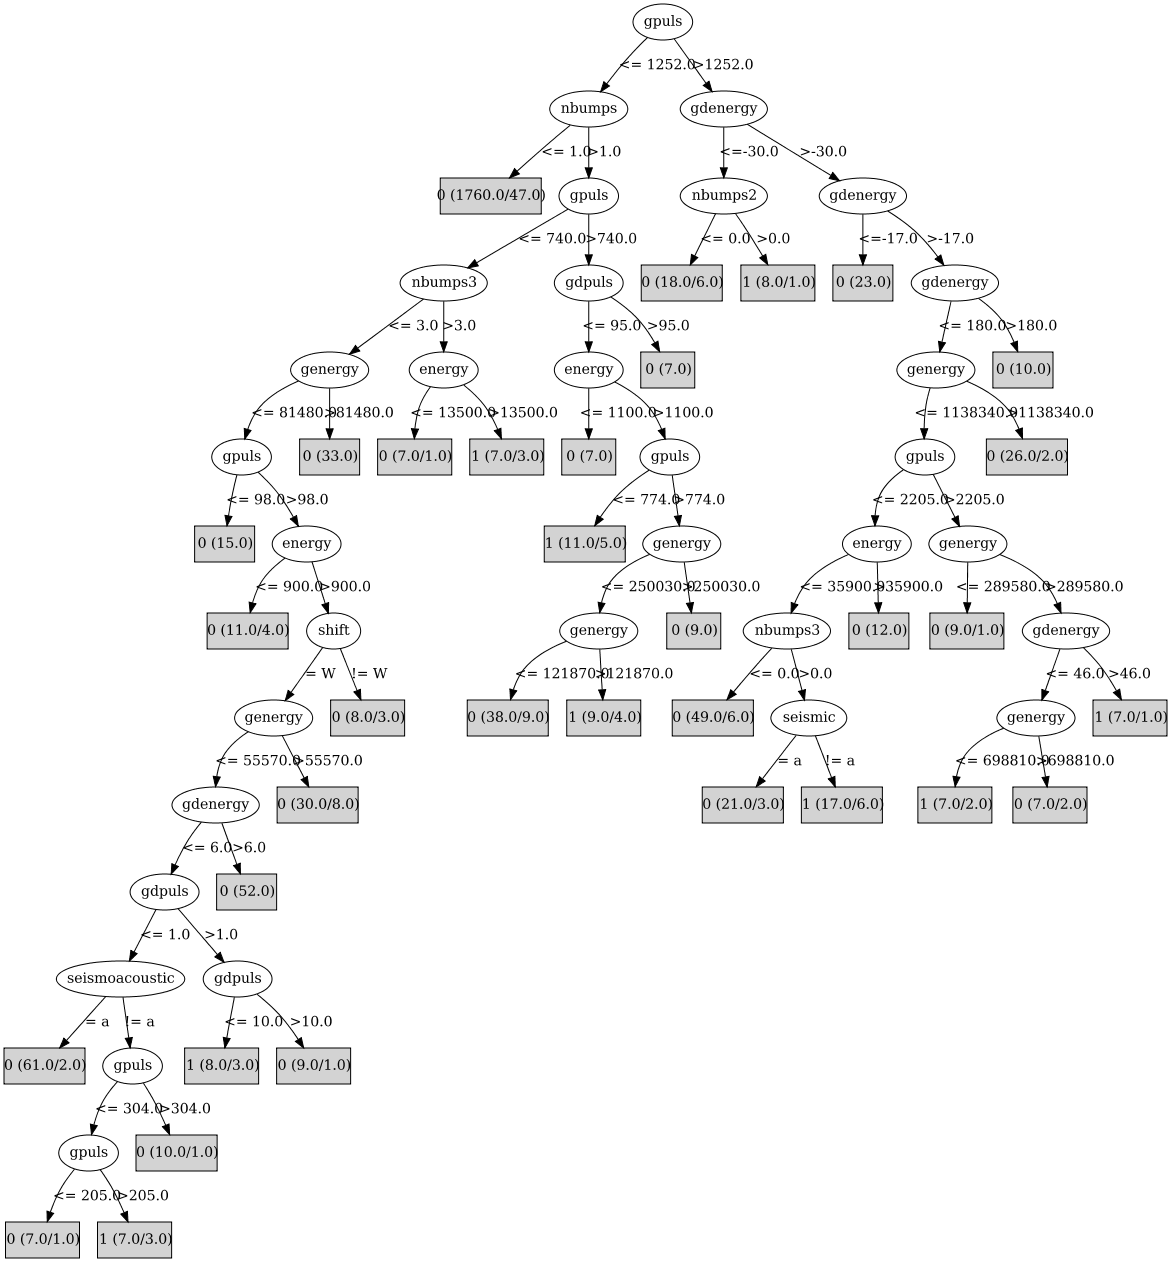 gpuls
<= 1252.0 >1252.0
nbumps gdenergy
<= 1.0 >1.0 <=-30.0 >-30.0
0 (1760.0/47.0) gpuls nbumps2 gdenergy
<= 740.0 >740.0 <= 0.0 >0.0 <=-17.0 >-17.0
nbumps3 gdpuls 0 (18.0/6.0) 1 (8.0/1.0) 0 (23.0) gdenergy
<= 3.0 >3.0 <= 95.0 >95.0 <= 180.0 >180.0
genergy energy energy 0 (7.0) genergy 0 (10.0)
<= 81480.0 >81480.0 <= 13500.0 >13500.0 <= 1100.0 >1100.0 <= 1138340.0 >1138340.0
gpuls 0 (33.0) 0 (7.0/1.0) 1 (7.0/3.0) 0 (7.0) gpuls gpuls 0 (26.0/2.0)
<= 98.0 >98.0 <= 774.0 >774.0 <= 2205.0 >2205.0
0 (15.0) energy 1 (11.0/5.0) genergy energy genergy
<= 900.0 >900.0 <= 250030.0 >250030.0 <= 35900.0 >35900.0 <= 289580.0 >289580.0
0 (11.0/4.0) shift genergy 0 (9.0) nbumps3 0 (12.0) 0 (9.0/1.0) gdenergy
= W != W <= 121870.0 >121870.0 <= 0.0 >0.0 <= 46.0 >46.0
genergy 0 (8.0/3.0) 0 (38.0/9.0) 1 (9.0/4.0) 0 (49.0/6.0) seismic genergy 1 (7.0/1.0)
<= 55570.0 >55570.0 = a != a <= 698810.0 >698810.0
gdenergy 0 (30.0/8.0) 0 (21.0/3.0) 1 (17.0/6.0) 1 (7.0/2.0) 0 (7.0/2.0)
<= 6.0 >6.0
gdpuls 0 (52.0)
<= 1.0 >1.0
seismoacoustic gdpuls
= a != a <= 10.0 >10.0
0 (61.0/2.0) gpuls 1 (8.0/3.0) 0 (9.0/1.0)
<= 304.0 >304.0
gpuls 0 (10.0/1.0)
<= 205.0 >205.0
0 (7.0/1.0) 1 (7.0/3.0)